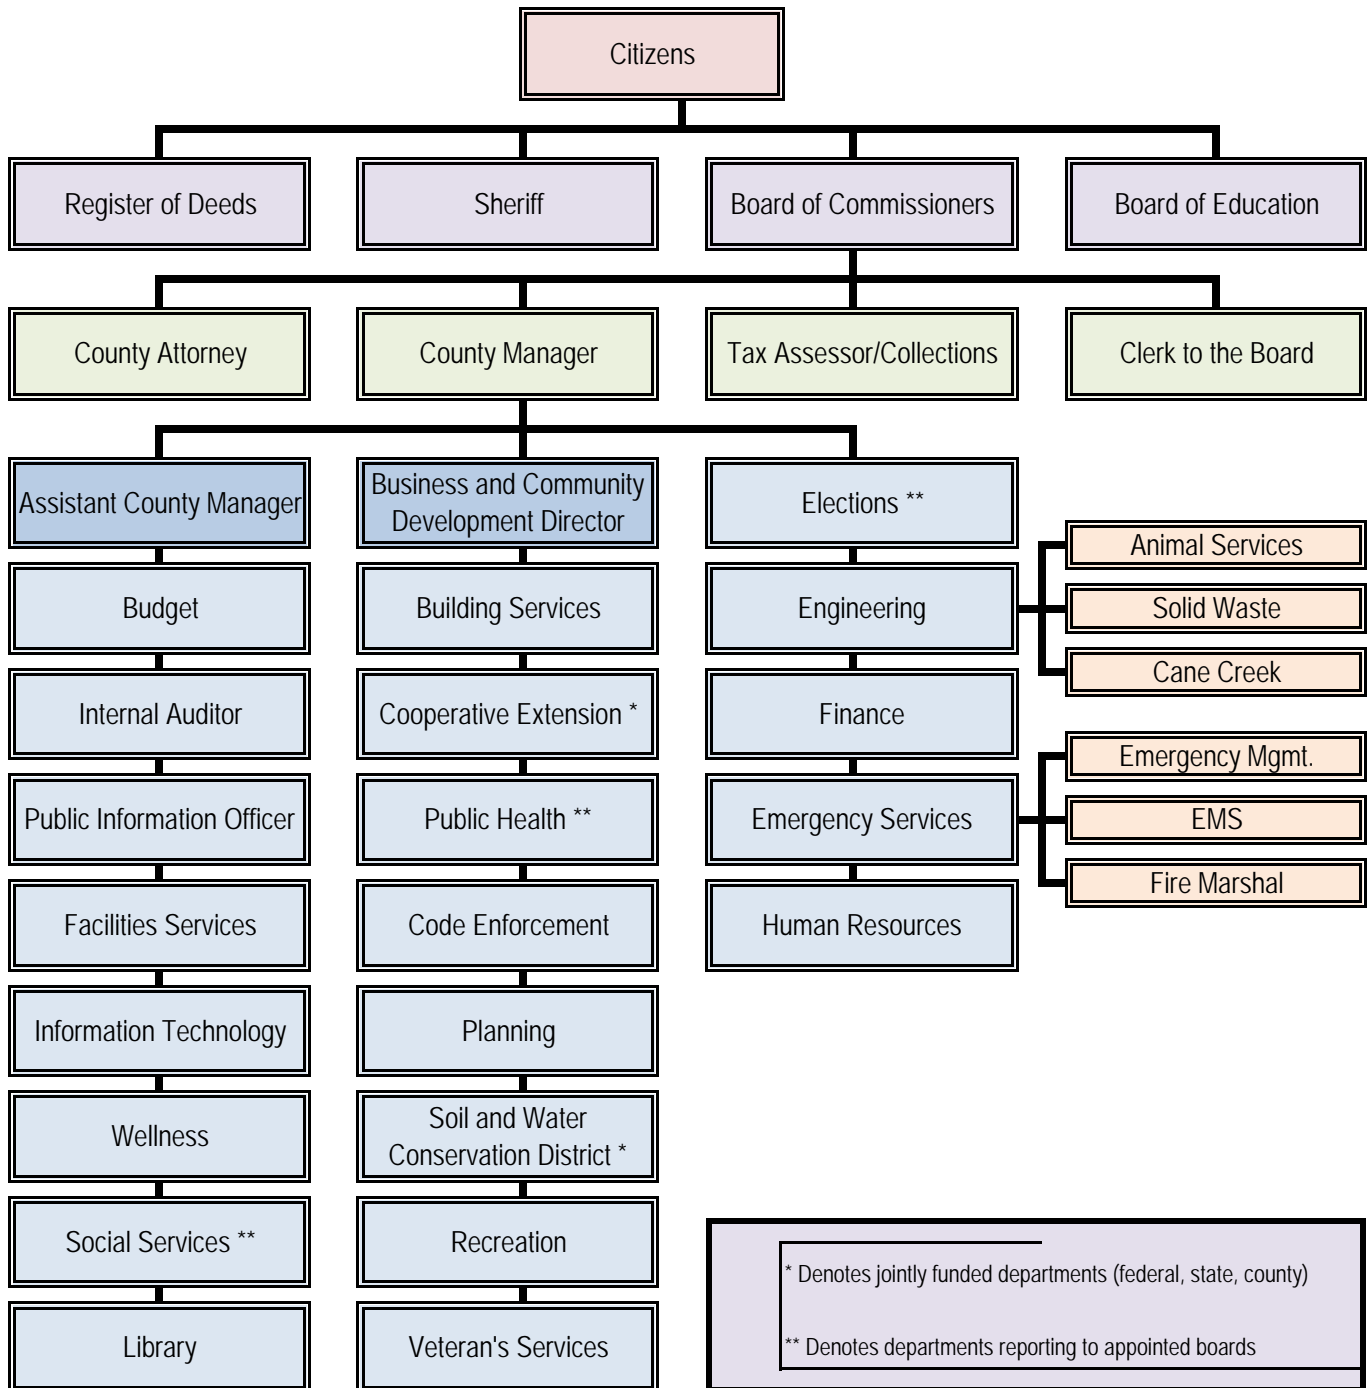 Citizens
Register of Deeds
Sheriff
Board of Commissioners
Board of Education
County Attorney
County Manager
Tax Assessor/Collections
Clerk to the Board
Assistant County Manager
Business and Community
Development Director
Elections **
Animal Services
Budget
Building Services
Engineering
Solid Waste
Cane Creek
Internal Auditor
Cooperative Extension *
Finance
Emergency Mgmt.
Public Information Officer
Public Health **
Emergency Services
EMS
Fire Marshal
Facilities Services
Code Enforcement
Human Resources
Information Technology
Planning
Wellness
Soil and Water
Conservation District *
Social Services **
Recreation
* Denotes jointly funded departments (federal, state, county)
Library
Veteran's Services
** Denotes departments reporting to appointed boards